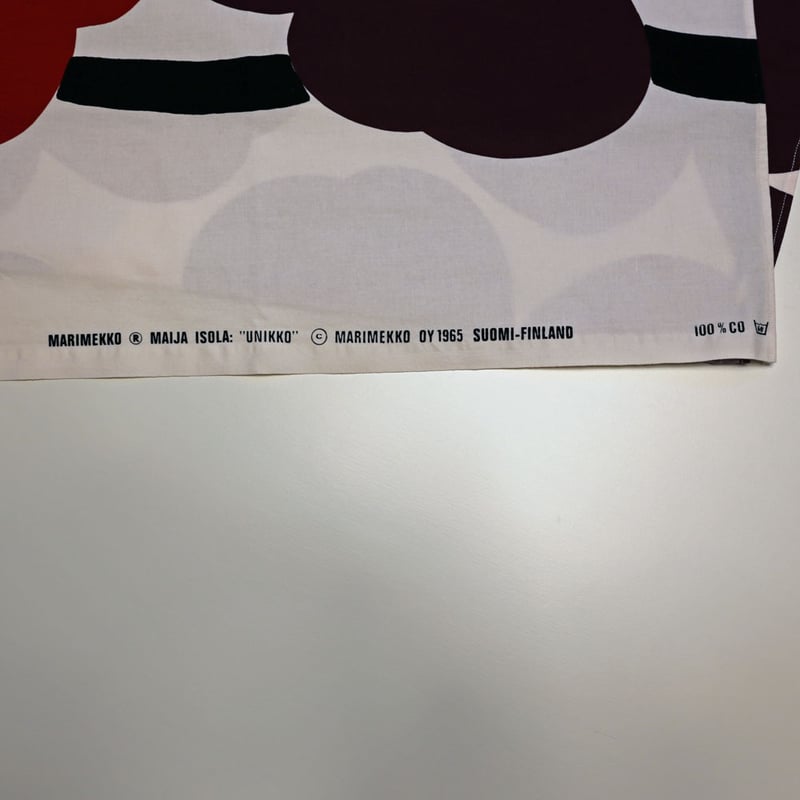 MARIMEKKO ® MAIJA ISOLA: "UNIKKO" © MARIMEKKO OY 1965 SUOMI-FINLAND 100 % CO